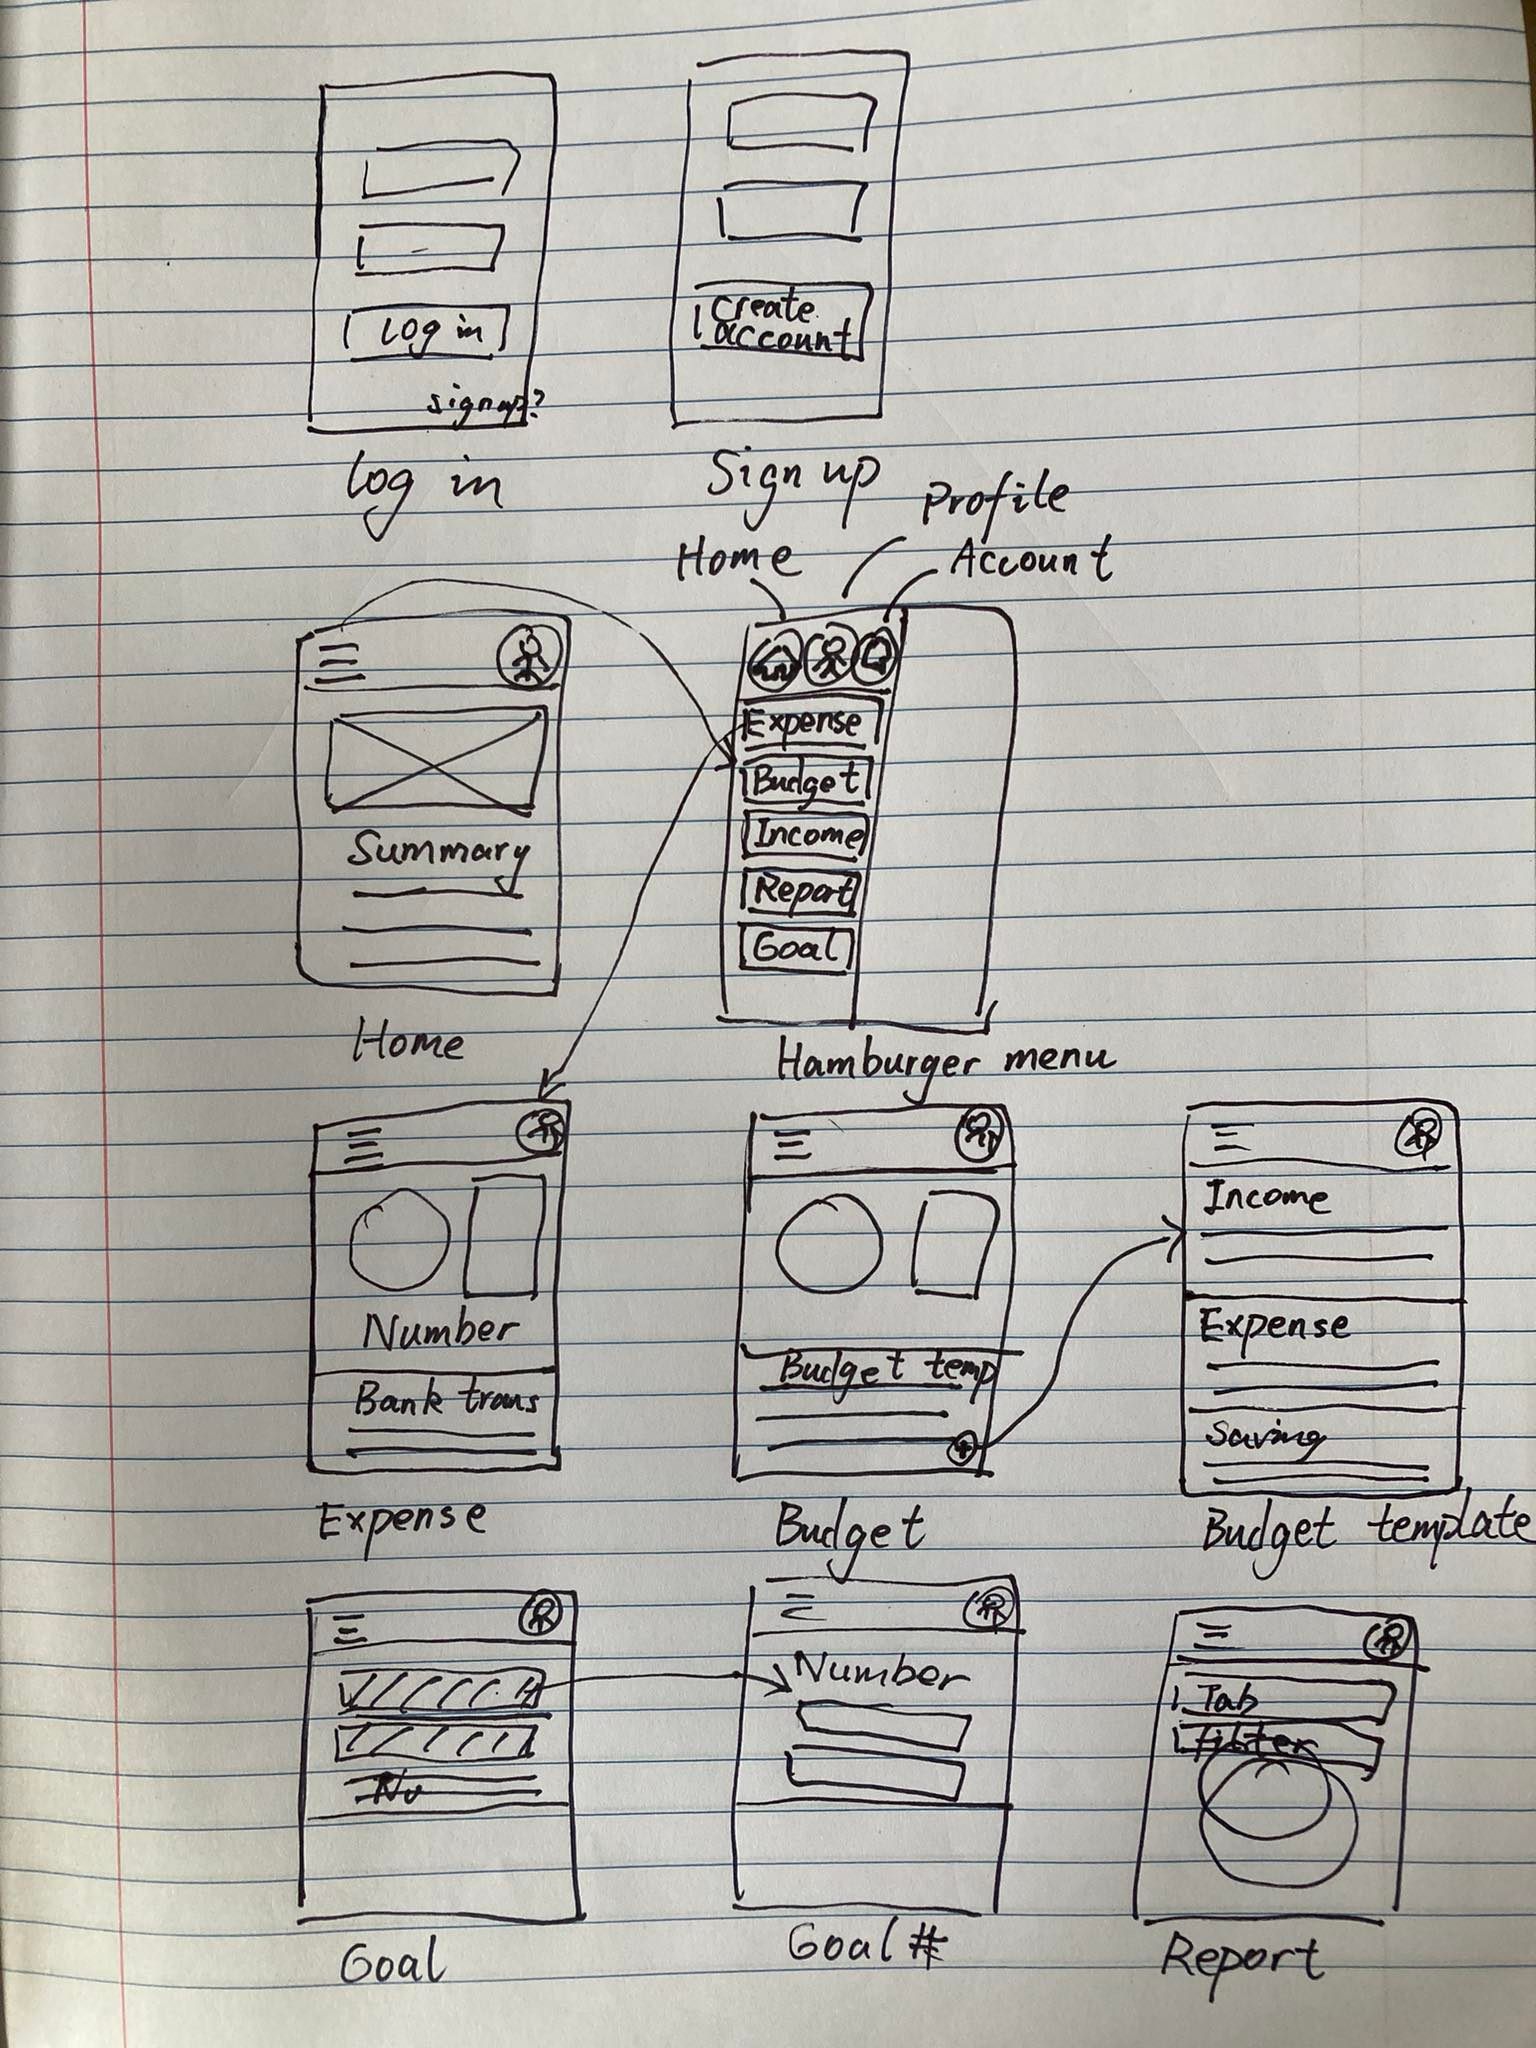 Log in
signup?
log in
create
account
Sign up
Profile
Home
Account
Summary
Home
Expense
Budget
Income
Report
Goal
Hamburger menu
Number
Bank trans
Expense
Budget temp
Budget
Income
Expense
Saving
Budget template
Goal
Number
Goal #
Tab
Report